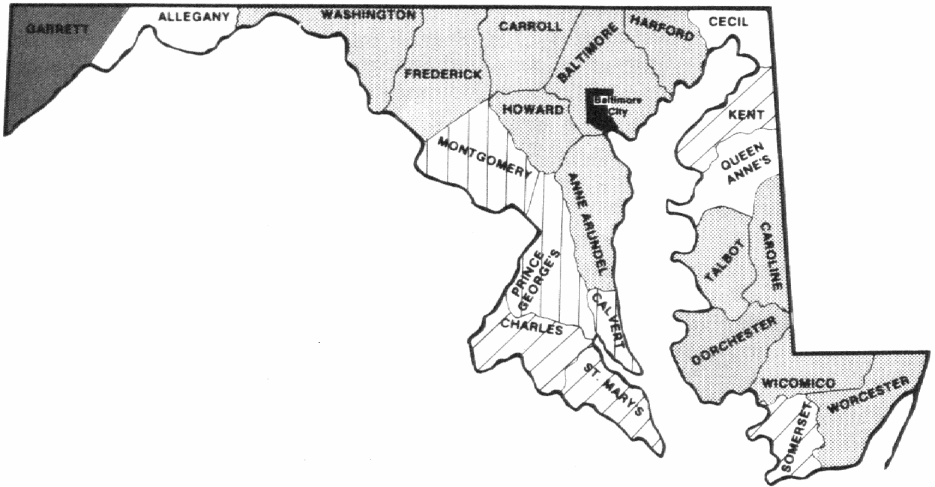 GARRETT
ALLEGANY
WASHINGTON
FREDERICK
CARROLL
BALTIMORE
HARFORD
CECIL
HOWARD
Baltimore
City
KENT
MONTGOMERY
QUEEN
ANNE'S
ANNE ARUNDEL
PRINCE
GEORGE'S
TALBOT
CAROLINE
CALVERT
CHARLES
ST. MARY'S
DORCHESTER
WICOMICO
WORCESTER
SOMERSET